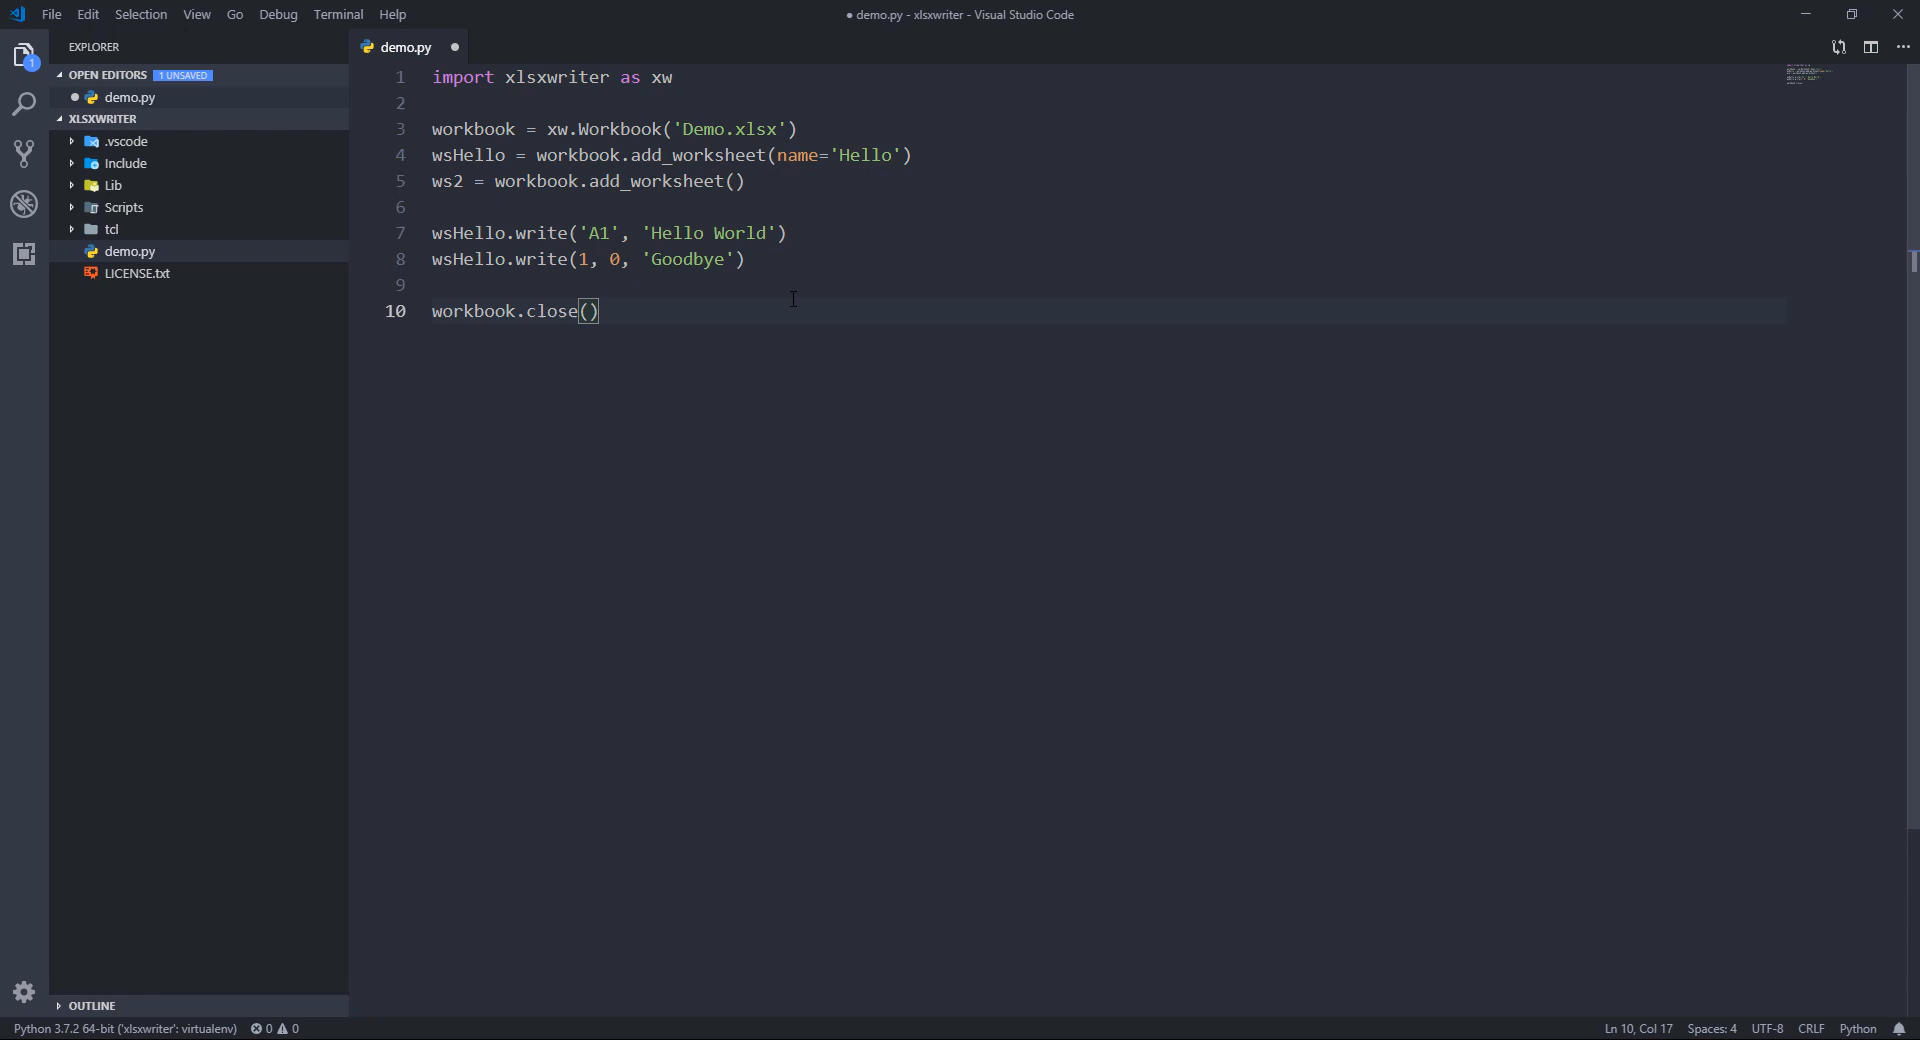 File Edit Selection View Go Debug Terminal Help
● demo.py - xlsxwriter - Visual Studio Code
EXPLORER
OPEN EDITORS 1 UNSAVED
demo.py
XLSXWRITER
.vscode
Include
Lib
Scripts
tcl
demo.py
LICENSE.txt
OUTLINE
1
demo.py
1 import xlsxwriter as xw
2
3 workbook = xw.Workbook('Demo.xlsx')
4 wsHello = workbook.add_worksheet(name='Hello')
5 ws2 = workbook.add_worksheet()
6
7 wsHello.write('A1', 'Hello World')
8 wsHello.write(1, 0, 'Goodbye')
9
10 workbook.close()
Python 3.7.2 64-bit ('xlsxwriter': virtualenv) 0 0 Ln 10, Col 17 Spaces: 4 UTF-8 CRLF Python